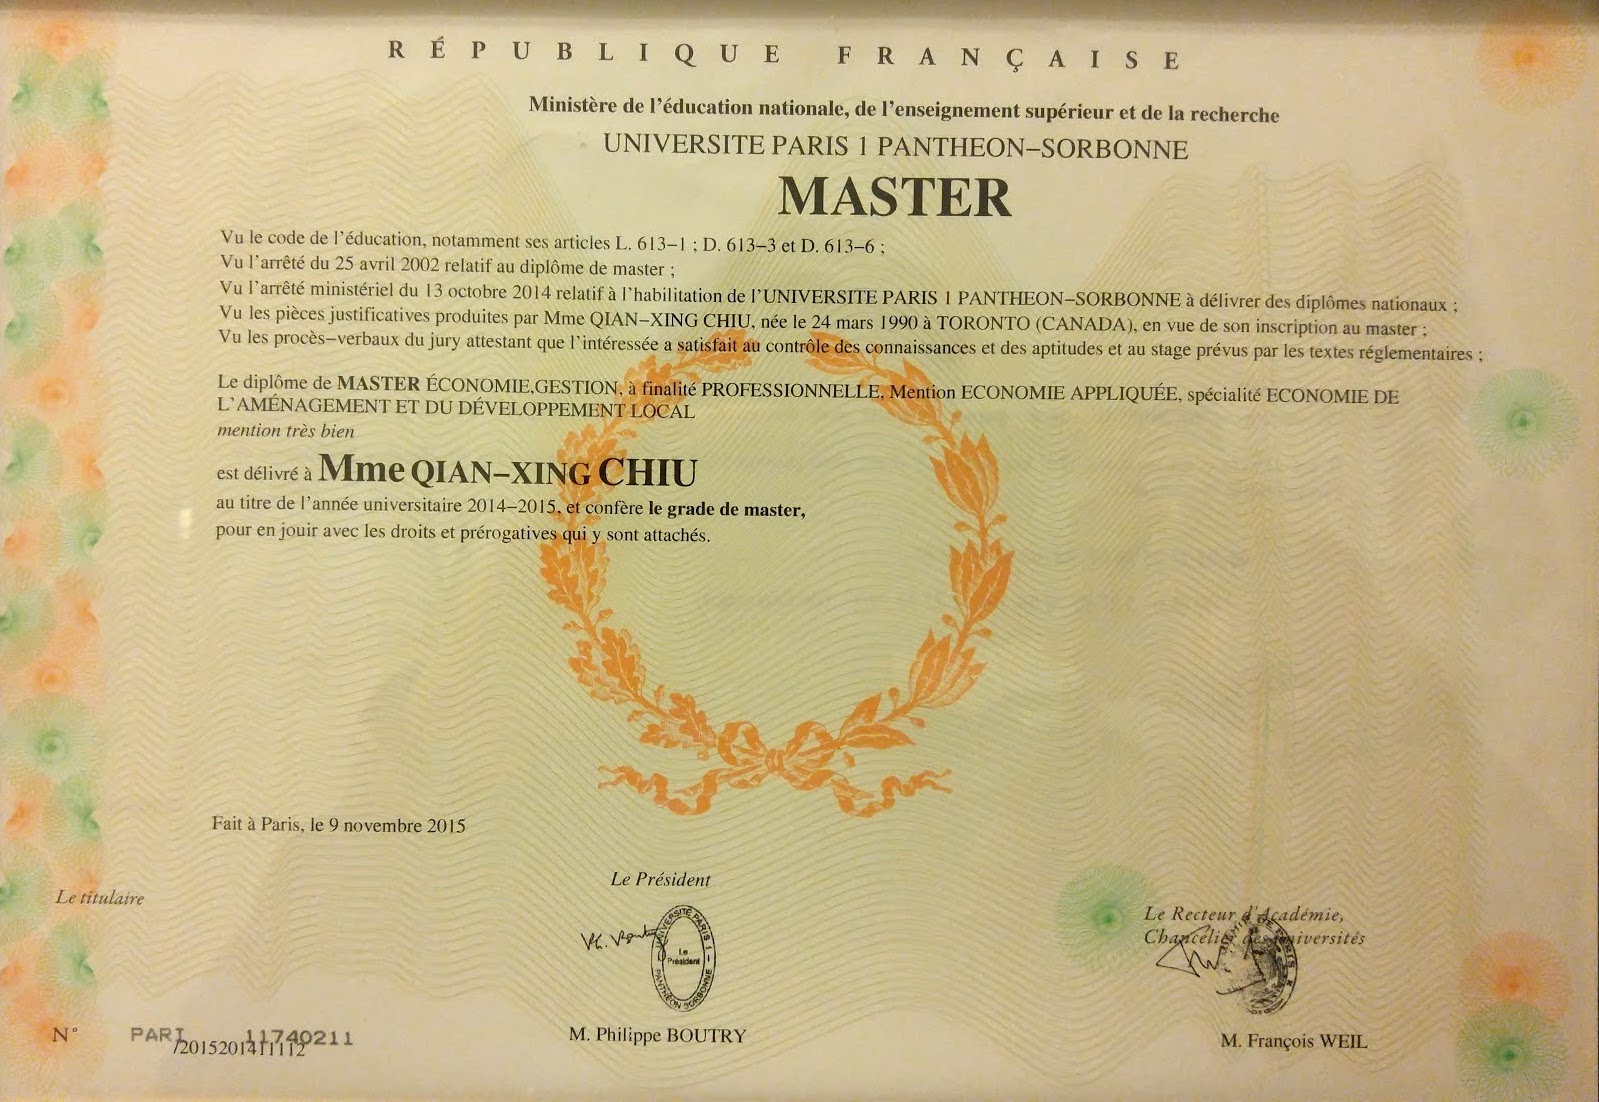 RÉPUBLIQUE FRANÇAISE
Ministère de l'éducation nationale, de l'enseignement supérieur et de la recherche
UNIVERSITE PARIS 1 PANTHEON–SORBONNE
MASTER
Vu le code de l'éducation, notamment ses articles L. 613–1 ; D. 613–3 et D. 613–6 ;
Vu l'arrêté du 25 avril 2002 relatif au diplôme de master ;
Vu l'arrêté ministériel du 13 octobre 2014 relatif à l'habilitation de l'UNIVERSITE PARIS 1 PANTHEON–SORBONNE à délivrer des diplômes nationaux ;
Vu les pièces justificatives produites par Mme QIAN–XING CHIU, née le 24 mars 1990 à TORONTO (CANADA), en vue de son inscription au master ;
Vu les procès–verbaux du jury attestant que l'intéressée a satisfait au contrôle des connaissances et des aptitudes et au stage prévus par les textes réglementaires ;
Le diplôme de MASTER ÉCONOMIE,GESTION, à finalité PROFESSIONNELLE, Mention ECONOMIE APPLIQUÉE, spécialité ECONOMIE DE
L'AMÉNAGEMENT ET DU DÉVELOPPEMENT LOCAL
mention très bien
est délivré à Mme QIAN–XING CHIU
au titre de l'année universitaire 2014–2015, et confère le grade de master,
pour en jouir avec les droits et prérogatives qui y sont attachés.
Fait à Paris, le 9 novembre 2015
Le titulaire
Le Président
Ph. Boutry
UNIVERSITÉ PARIS 1
Le
Président
PANTHÉON SORBONNE
M. Philippe BOUTRY
Le Recteur d'Académie,
Chancelier des Universités
DE PARIS
M. François WEIL
N° PARI 11740211
/2015201411112